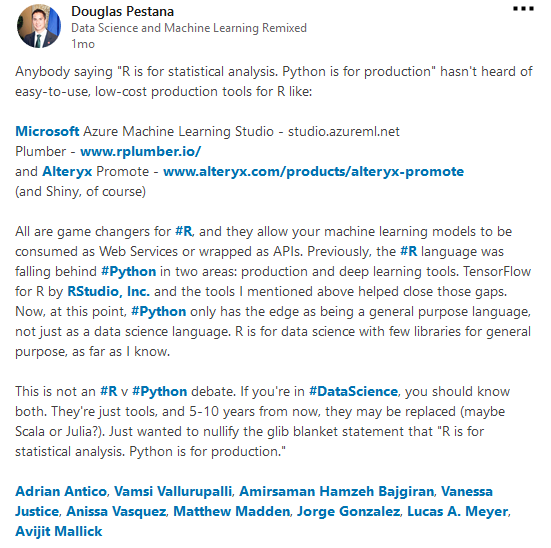 Douglas Pestana
Data Science and Machine Learning Remixed
1mo
Anybody saying "R is for statistical analysis. Python is for production" hasn't heard of
easy-to-use, low-cost production tools for R like:
Microsoft Azure Machine Learning Studio - studio.azureml.net
Plumber - www.rplumber.io/
and Alteryx Promote - www.alteryx.com/products/alteryx-promote
(and Shiny, of course)
All are game changers for #R, and they allow your machine learning models to be
consumed as Web Services or wrapped as APIs. Previously, the #R language was
falling behind #Python in two areas: production and deep learning tools. TensorFlow
for R by RStudio, Inc. and the tools I mentioned above helped close those gaps.
Now, at this point, #Python only has the edge as being a general purpose language,
not just as a data science language. R is for data science with few libraries for general
purpose, as far as I know.
This is not an #R v #Python debate. If you're in #DataScience, you should know
both. They're just tools, and 5-10 years from now, they may be replaced (maybe
Scala or Julia?). Just wanted to nullify the glib blanket statement that "R is for
statistical analysis. Python is for production."
Adrian Antico, Vamsi Vallurupalli, Amirsaman Hamzeh Bajgiran, Vanessa
Justice, Anissa Vasquez, Matthew Madden, Jorge Gonzalez, Lucas A. Meyer,
Avijit Mallick